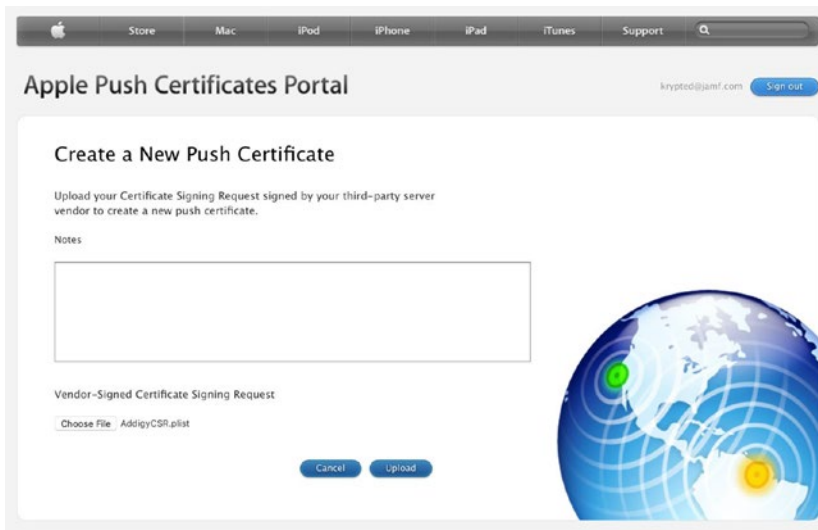 Store Mac iPod iPhone iPad iTunes Support
Apple Push Certificates Portal
krypted@jamf.com Sign out
Create a New Push Certificate
Upload your Certificate Signing Request signed by your third-party server
vendor to create a new push certificate.
Notes
Vendor-Signed Certificate Signing Request
Choose File AddigyCSR.plist
Cancel Upload